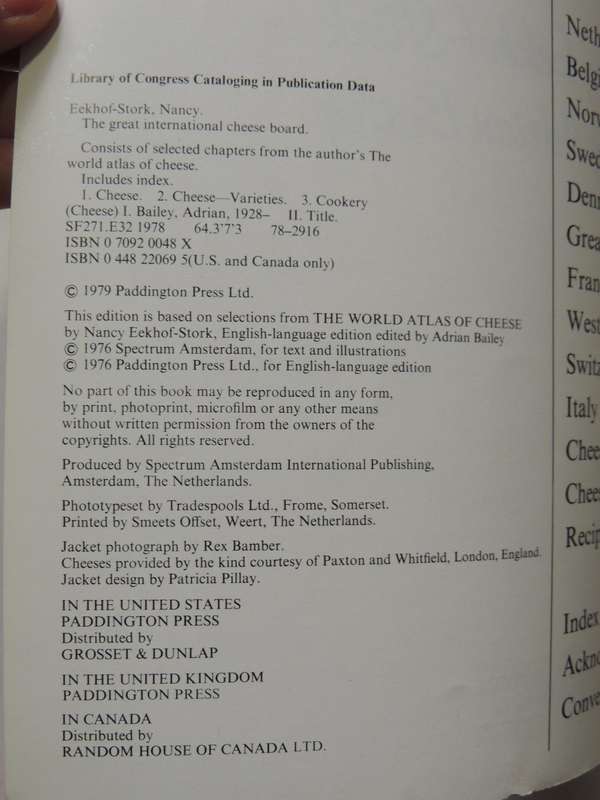 Library of Congress Cataloging in Publication Data
Eekhof-Stork, Nancy.
The great international cheese board.
Consists of selected chapters from the author's The
world atlas of cheese.
Includes index.
1. Cheese. 2. Cheese—Varieties. 3. Cookery
(Cheese) I. Bailey, Adrian, 1928– II. Title.
SF271.E32 1978 64.3'7'3 78–2916
ISBN 0 7092 0048 X
ISBN 0 448 22069 5(U.S. and Canada only)
© 1979 Paddington Press Ltd.
This edition is based on selections from THE WORLD ATLAS OF CHEESE
by Nancy Eekhof-Stork, English-language edition edited by Adrian Bailey
© 1976 Spectrum Amsterdam, for text and illustrations
© 1976 Paddington Press Ltd., for English-language edition
No part of this book may be reproduced in any form,
by print, photoprint, microfilm or any other means
without written permission from the owners of the
copyrights. All rights reserved.
Produced by Spectrum Amsterdam International Publishing,
Amsterdam, The Netherlands.
Phototypeset by Tradespools Ltd., Frome, Somerset.
Printed by Smeets Offset, Weert, The Netherlands.
Jacket photograph by Rex Bamber.
Cheeses provided by the kind courtesy of Paxton and Whitfield, London, England.
Jacket design by Patricia Pillay.
IN THE UNITED STATES
PADDINGTON PRESS
Distributed by
GROSSET & DUNLAP
IN THE UNITED KINGDOM
PADDINGTON PRESS
IN CANADA
Distributed by
RANDOM HOUSE OF CANADA LTD.
Neth
Belgi
Norw
Swed
Denn
Grea
Fran
West
Switz
Italy
Chee
Chees
Recip
Index
Ackno
Conve